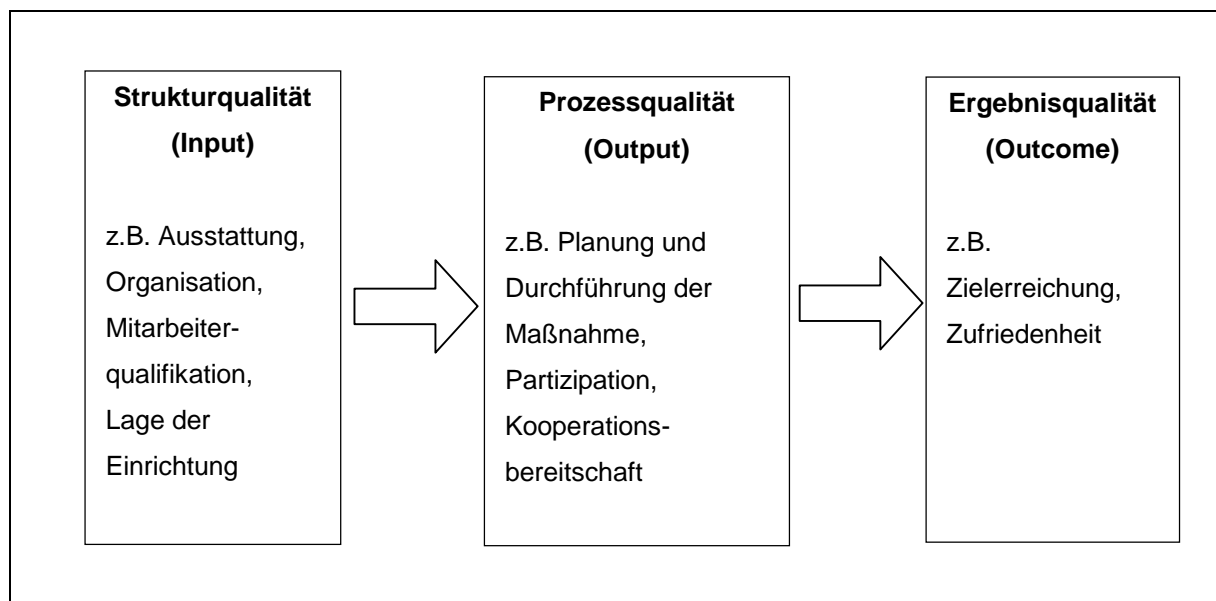 Strukturqualität
(Input)
z.B. Ausstattung,
Organisation,
Mitarbeiter-
qualifikation,
Lage der
Einrichtung
Prozessqualität
(Output)
z.B. Planung und
Durchführung der
Maßnahme,
Partizipation,
Kooperations-
bereitschaft
Ergebnisqualität
(Outcome)
z.B.
Zielerreichung,
Zufriedenheit